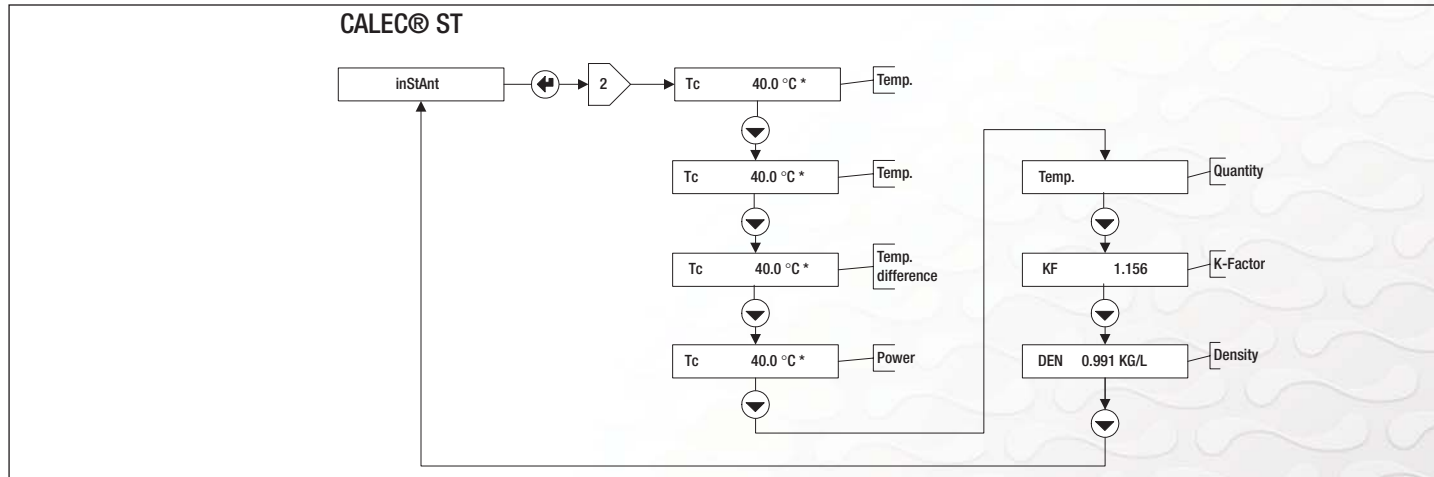 CALEC® ST
inStAnt
2
Tc 40.0 °C *
Temp.
Tc 40.0 °C *
Temp.
Tc 40.0 °C *
Temp.
difference
Tc 40.0 °C *
Power
Temp.
Quantity
KF 1.156
K-Factor
DEN 0.991 KG/L
Density